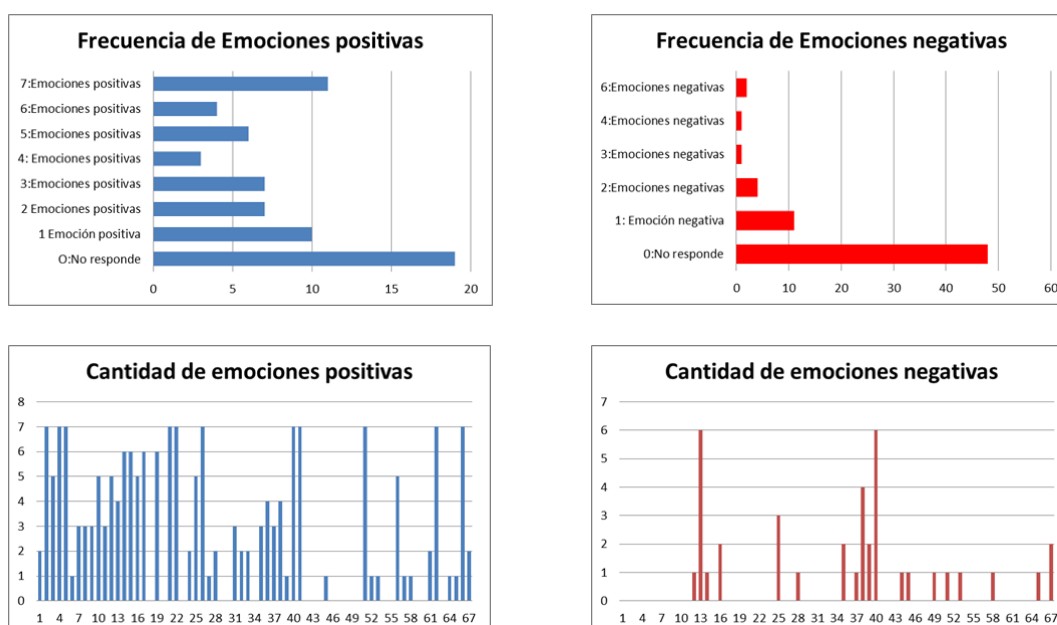 Frecuencia de Emociones positivas
7:Emociones positivas
6:Emociones positivas
5:Emociones positivas
4: Emociones positivas
3:Emociones positivas
2 Emociones positivas
1 Emoción positiva
O:No responde
0 5 10 15 20
Frecuencia de Emociones negativas
6:Emociones negativas
4:Emociones negativas
3:Emociones negativas
2:Emociones negativas
1: Emoción negativa
0:No responde
0 10 20 30 40 50 60
Cantidad de emociones positivas
8
7
6
5
4
3
2
1
0
1 4 7 10 13 16 19 22 25 28 31 34 37 40 43 46 49 52 55 58 61 64 67
Cantidad de emociones negativas
7
6
5
4
3
2
1
0
1 4 7 10 13 16 19 22 25 28 31 34 37 40 43 46 49 52 55 58 61 64 67